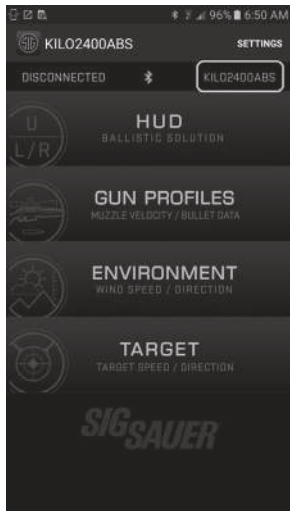 96% 6:50 AM
KILO2400ABS SETTINGS
DISCONNECTED KILO2400ABS
U
L/R
HUD
BALLISTIC SOLUTION
GUN PROFILES
MUZZLE VELOCITY / BULLET DATA
ENVIRONMENT
WIND SPEED / DIRECTION
TARGET
TARGET SPEED / DIRECTION
SIG SAUER